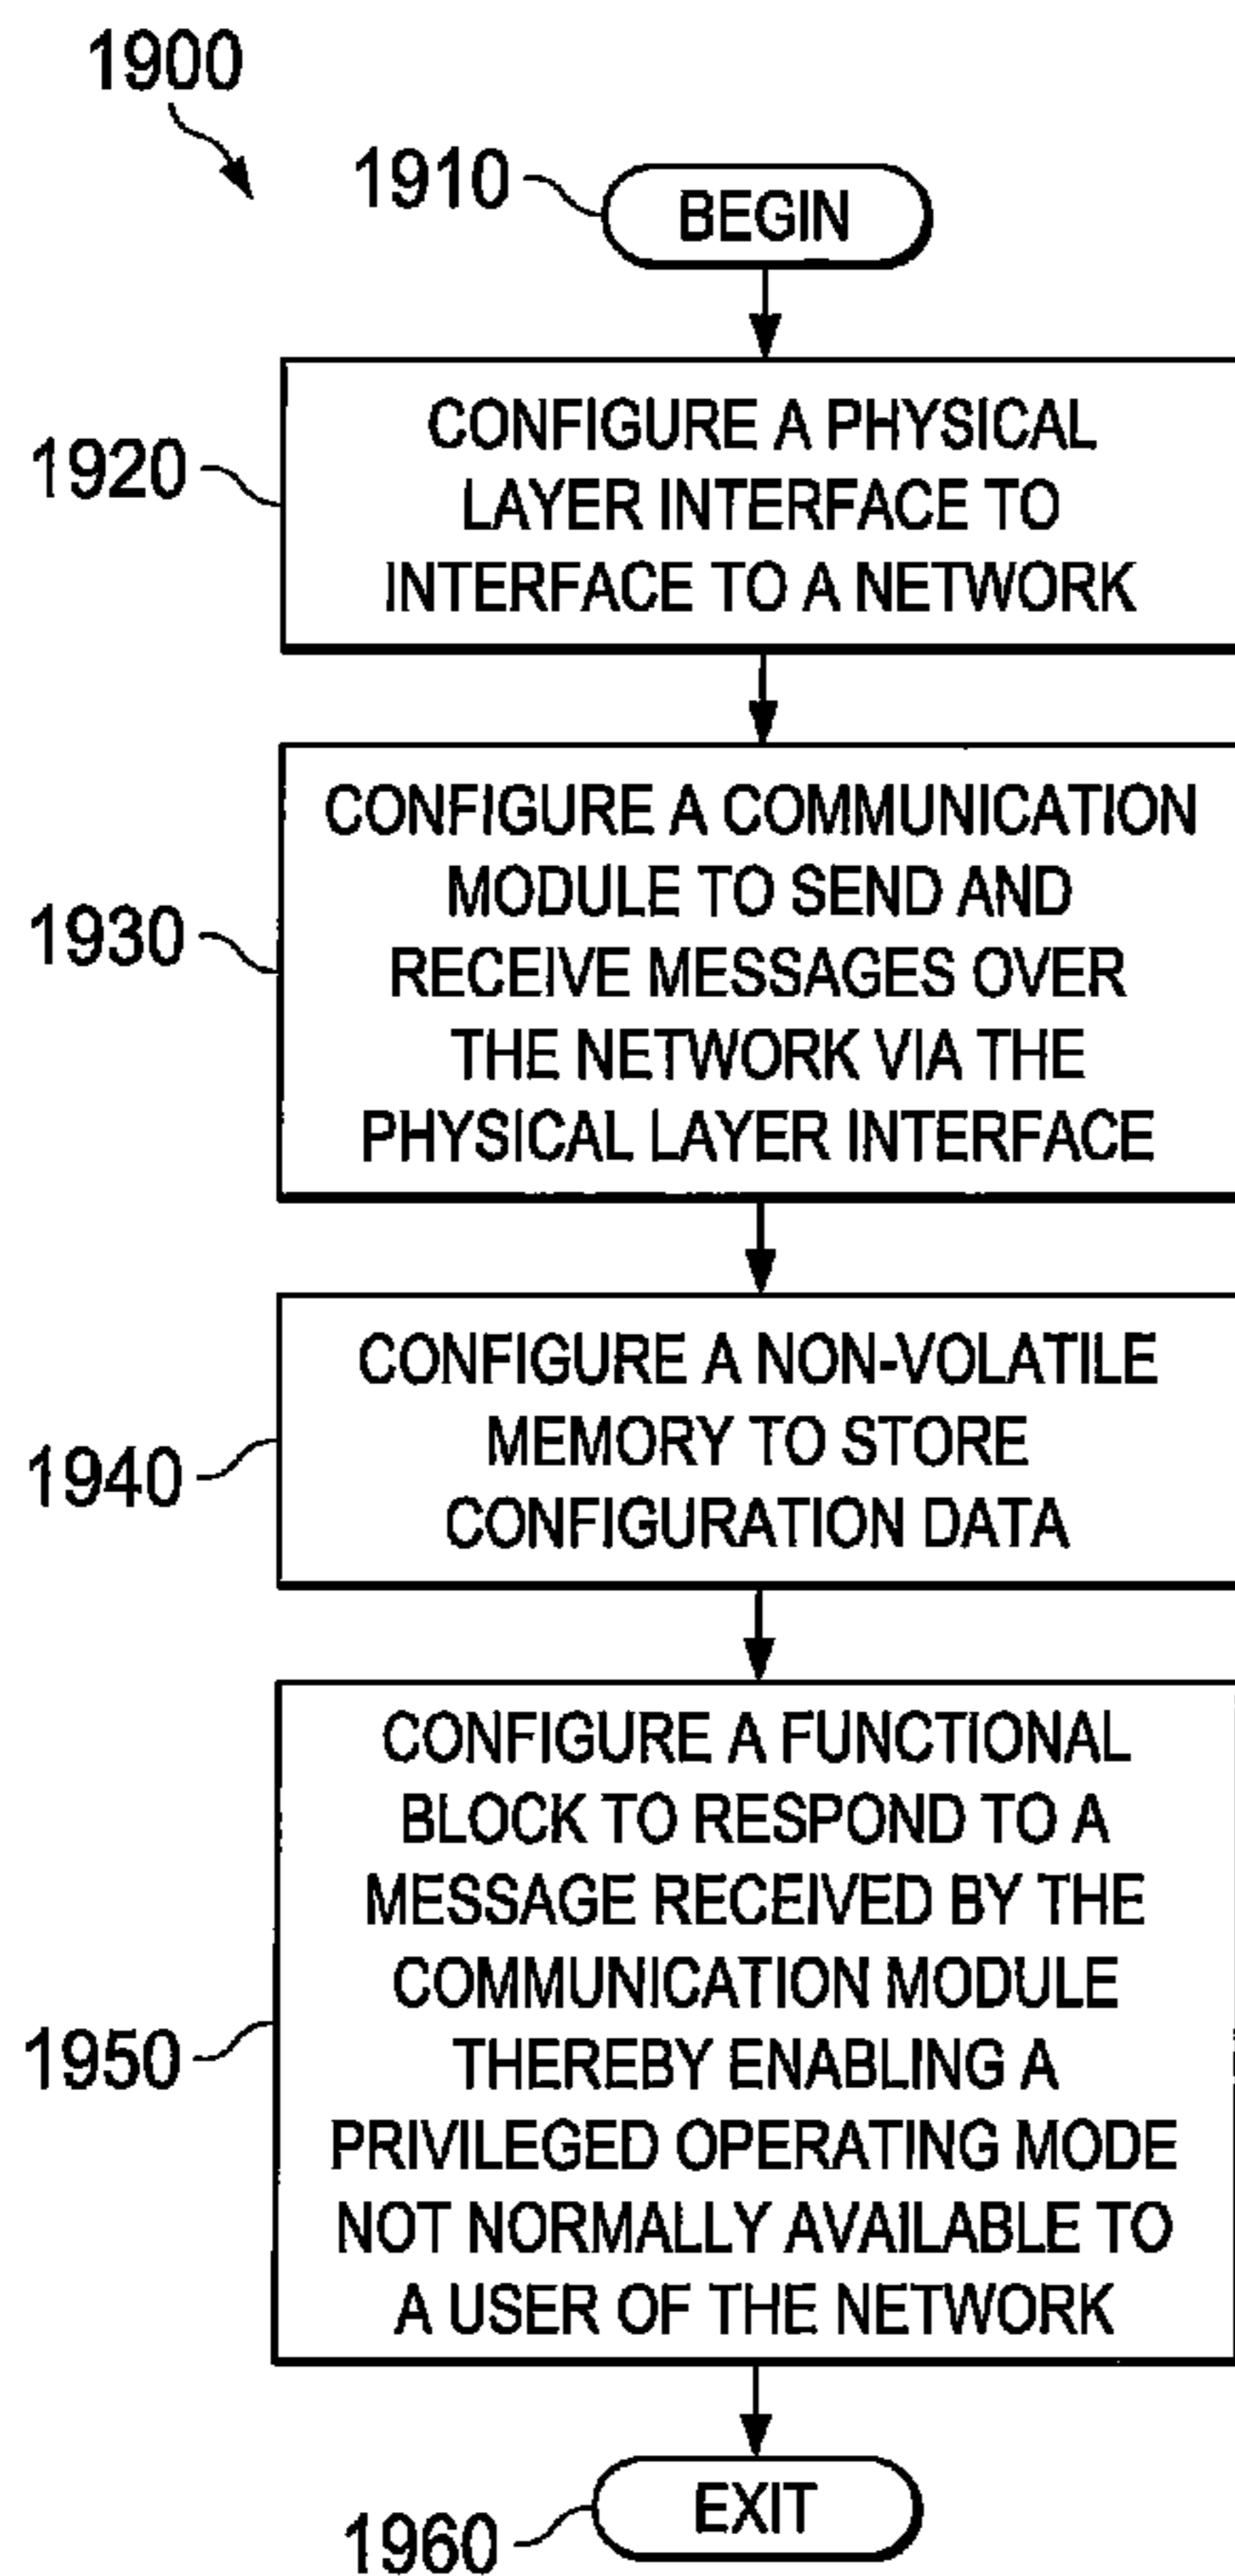 1900
1910
BEGIN
1920
CONFIGURE A PHYSICAL
LAYER INTERFACE TO
INTERFACE TO A NETWORK
1930
CONFIGURE A COMMUNICATION
MODULE TO SEND AND
RECEIVE MESSAGES OVER
THE NETWORK VIA THE
PHYSICAL LAYER INTERFACE
1940
CONFIGURE A NON-VOLATILE
MEMORY TO STORE
CONFIGURATION DATA
1950
CONFIGURE A FUNCTIONAL
BLOCK TO RESPOND TO A
MESSAGE RECEIVED BY THE
COMMUNICATION MODULE
THEREBY ENABLING A
PRIVILEGED OPERATING MODE
NOT NORMALLY AVAILABLE TO
A USER OF THE NETWORK
1960
EXIT